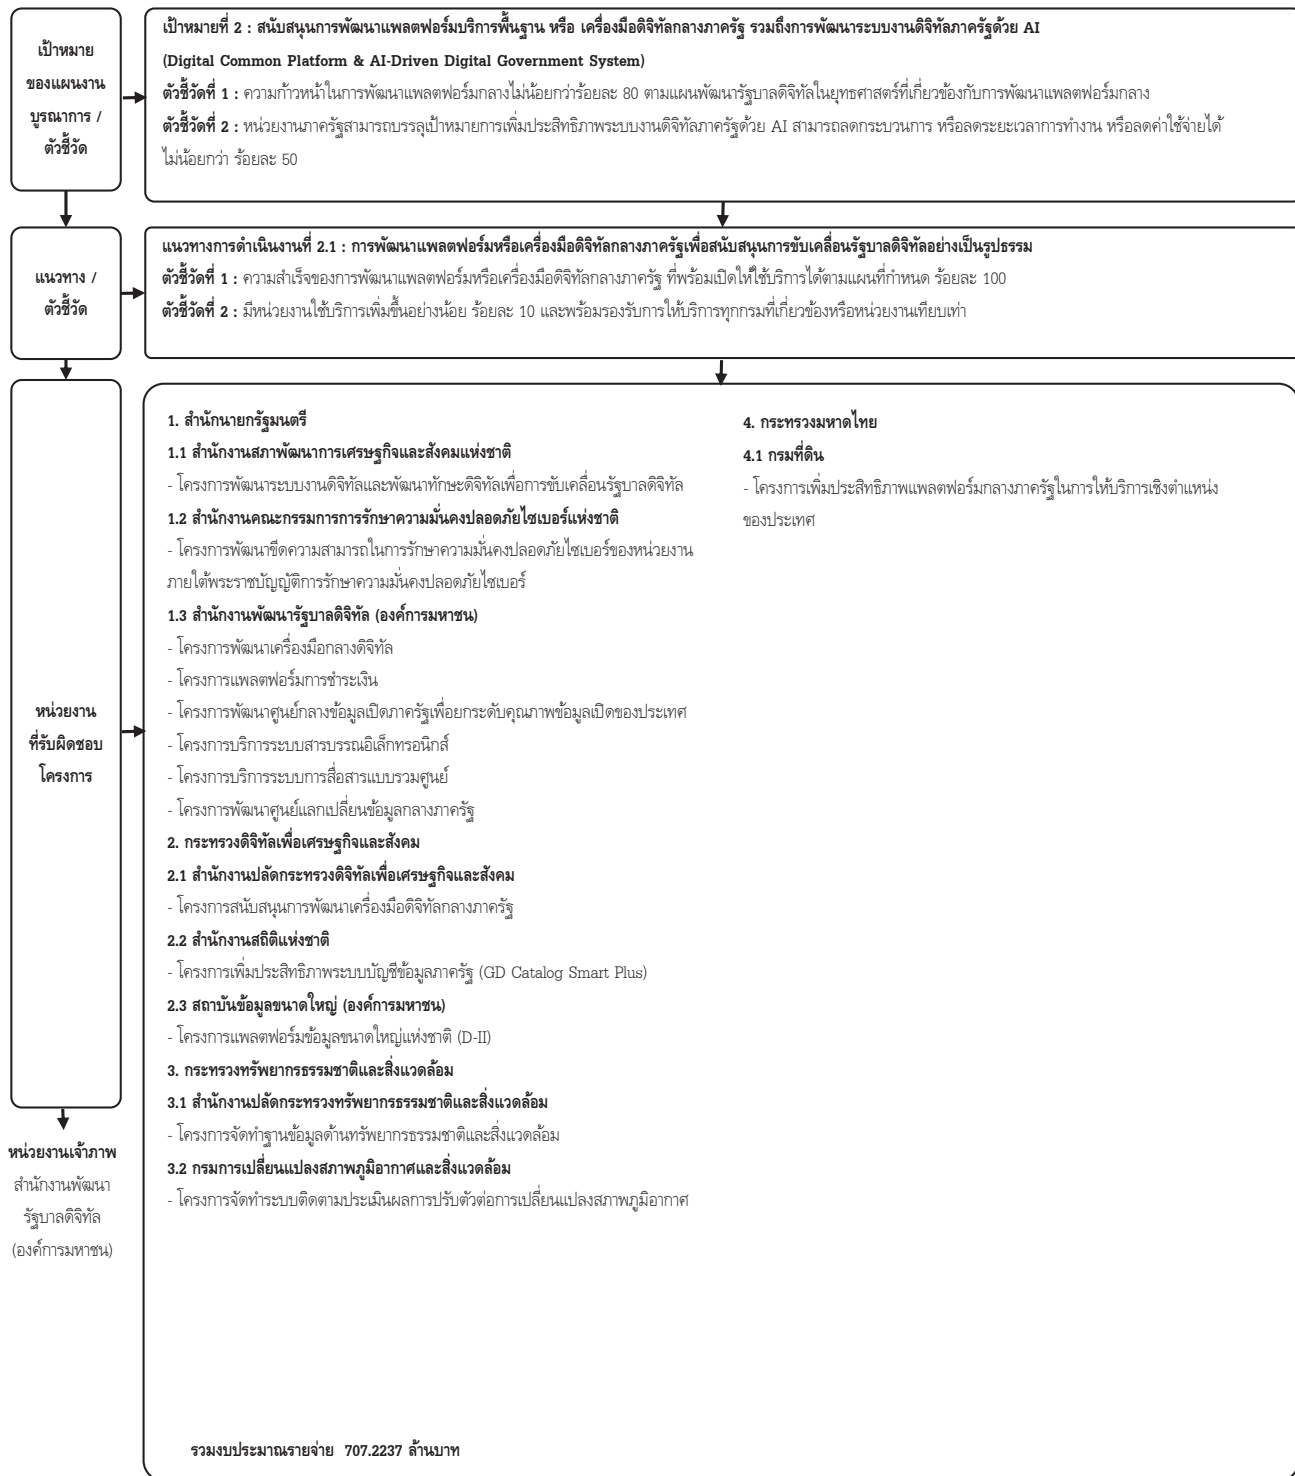 เป้าหมาย
ของแผนงาน
บูรณาการ /
ตัวชี้วัด
เป้าหมายที่ 2 : สนับสนุนการพัฒนาแพลตฟอร์มบริการพื้นฐาน หรือ เครื่องมือดิจิทัลกลางภาครัฐ รวมถึงการพัฒนาระบบงานดิจิทัลภาครัฐด้วย AI
(Digital Common Platform & AI-Driven Digital Government System)
ตัวชี้วัดที่ 1 : ความก้าวหน้าในการพัฒนาแพลตฟอร์มกลางไม่น้อยกว่าร้อยละ 80 ตามแผนพัฒนารัฐบาลดิจิทัลในยุทธศาสตร์ที่เกี่ยวข้องกับการพัฒนาแพลตฟอร์มกลาง
ตัวชี้วัดที่ 2 : หน่วยงานภาครัฐสามารถบรรลุเป้าหมายการเพิ่มประสิทธิภาพระบบงานดิจิทัลภาครัฐด้วย AI สามารถลดกระบวนการ หรือลดระยะเวลาการทำงาน หรือลดค่าใช้จ่ายได้
ไม่น้อยกว่า ร้อยละ 50
แนวทาง /
ตัวชี้วัด
แนวทางการดำเนินงานที่ 2.1 : การพัฒนาแพลตฟอร์มหรือเครื่องมือดิจิทัลกลางภาครัฐเพื่อสนับสนุนการขับเคลื่อนรัฐบาลดิจิทัลอย่างเป็นรูปธรรม
ตัวชี้วัดที่ 1 : ความสำเร็จของการพัฒนาแพลตฟอร์มหรือเครื่องมือดิจิทัลกลางภาครัฐ ที่พร้อมเปิดให้ใช้บริการได้ตามแผนที่กำหนด ร้อยละ 100
ตัวชี้วัดที่ 2 : มีหน่วยงานใช้บริการเพิ่มขึ้นอย่างน้อย ร้อยละ 10 และพร้อมรองรับการให้บริการทุกกรมที่เกี่ยวข้องหรือหน่วยงานเทียบเท่า
หน่วยงาน
ที่รับผิดชอบ
โครงการ
1. สำนักนายกรัฐมนตรี
1.1 สำนักงานสภาพัฒนาการเศรษฐกิจและสังคมแห่งชาติ
- โครงการพัฒนาระบบงานดิจิทัลและพัฒนาทักษะดิจิทัลเพื่อการขับเคลื่อนรัฐบาลดิจิทัล
1.2 สำนักงานคณะกรรมการการรักษาความมั่นคงปลอดภัยไซเบอร์แห่งชาติ
- โครงการพัฒนาขีดความสามารถในการรักษาความมั่นคงปลอดภัยไซเบอร์ของหน่วยงาน
ภายใต้พระราชบัญญัติการรักษาความมั่นคงปลอดภัยไซเบอร์
1.3 สำนักงานพัฒนารัฐบาลดิจิทัล (องค์การมหาชน)
- โครงการพัฒนาเครื่องมือกลางดิจิทัล
- โครงการแพลตฟอร์มการชำระเงิน
- โครงการพัฒนาศูนย์กลางข้อมูลเปิดภาครัฐเพื่อยกระดับคุณภาพข้อมูลเปิดของประเทศ
- โครงการบริการระบบสารบรรณอิเล็กทรอนิกส์
- โครงการบริการระบบการสื่อสารแบบรวมศูนย์
- โครงการพัฒนาศูนย์แลกเปลี่ยนข้อมูลกลางภาครัฐ
2. กระทรวงดิจิทัลเพื่อเศรษฐกิจและสังคม
2.1 สำนักงานปลัดกระทรวงดิจิทัลเพื่อเศรษฐกิจและสังคม
- โครงการสนับสนุนการพัฒนาเครื่องมือดิจิทัลกลางภาครัฐ
2.2 สำนักงานสถิติแห่งชาติ
- โครงการเพิ่มประสิทธิภาพระบบบัญชีข้อมูลภาครัฐ (GD Catalog Smart Plus)
2.3 สถาบันข้อมูลขนาดใหญ่ (องค์การมหาชน)
- โครงการแพลตฟอร์มข้อมูลขนาดใหญ่แห่งชาติ (D-II)
3. กระทรวงทรัพยากรธรรมชาติและสิ่งแวดล้อม
3.1 สำนักงานปลัดกระทรวงทรัพยากรธรรมชาติและสิ่งแวดล้อม
- โครงการจัดทำฐานข้อมูลด้านทรัพยากรธรรมชาติและสิ่งแวดล้อม
3.2 กรมการเปลี่ยนแปลงสภาพภูมิอากาศและสิ่งแวดล้อม
- โครงการจัดทำระบบติดตามประเมินผลการปรับตัวต่อการเปลี่ยนแปลงสภาพภูมิอากาศ
4. กระทรวงมหาดไทย
4.1 กรมที่ดิน
- โครงการเพิ่มประสิทธิภาพแพลตฟอร์มกลางภาครัฐในการให้บริการเชิงตำแหน่ง
ของประเทศ
รวมงบประมาณรายจ่าย 707.2237 ล้านบาท
หน่วยงานเจ้าภาพ
สำนักงานพัฒนา
รัฐบาลดิจิทัล
(องค์การมหาชน)